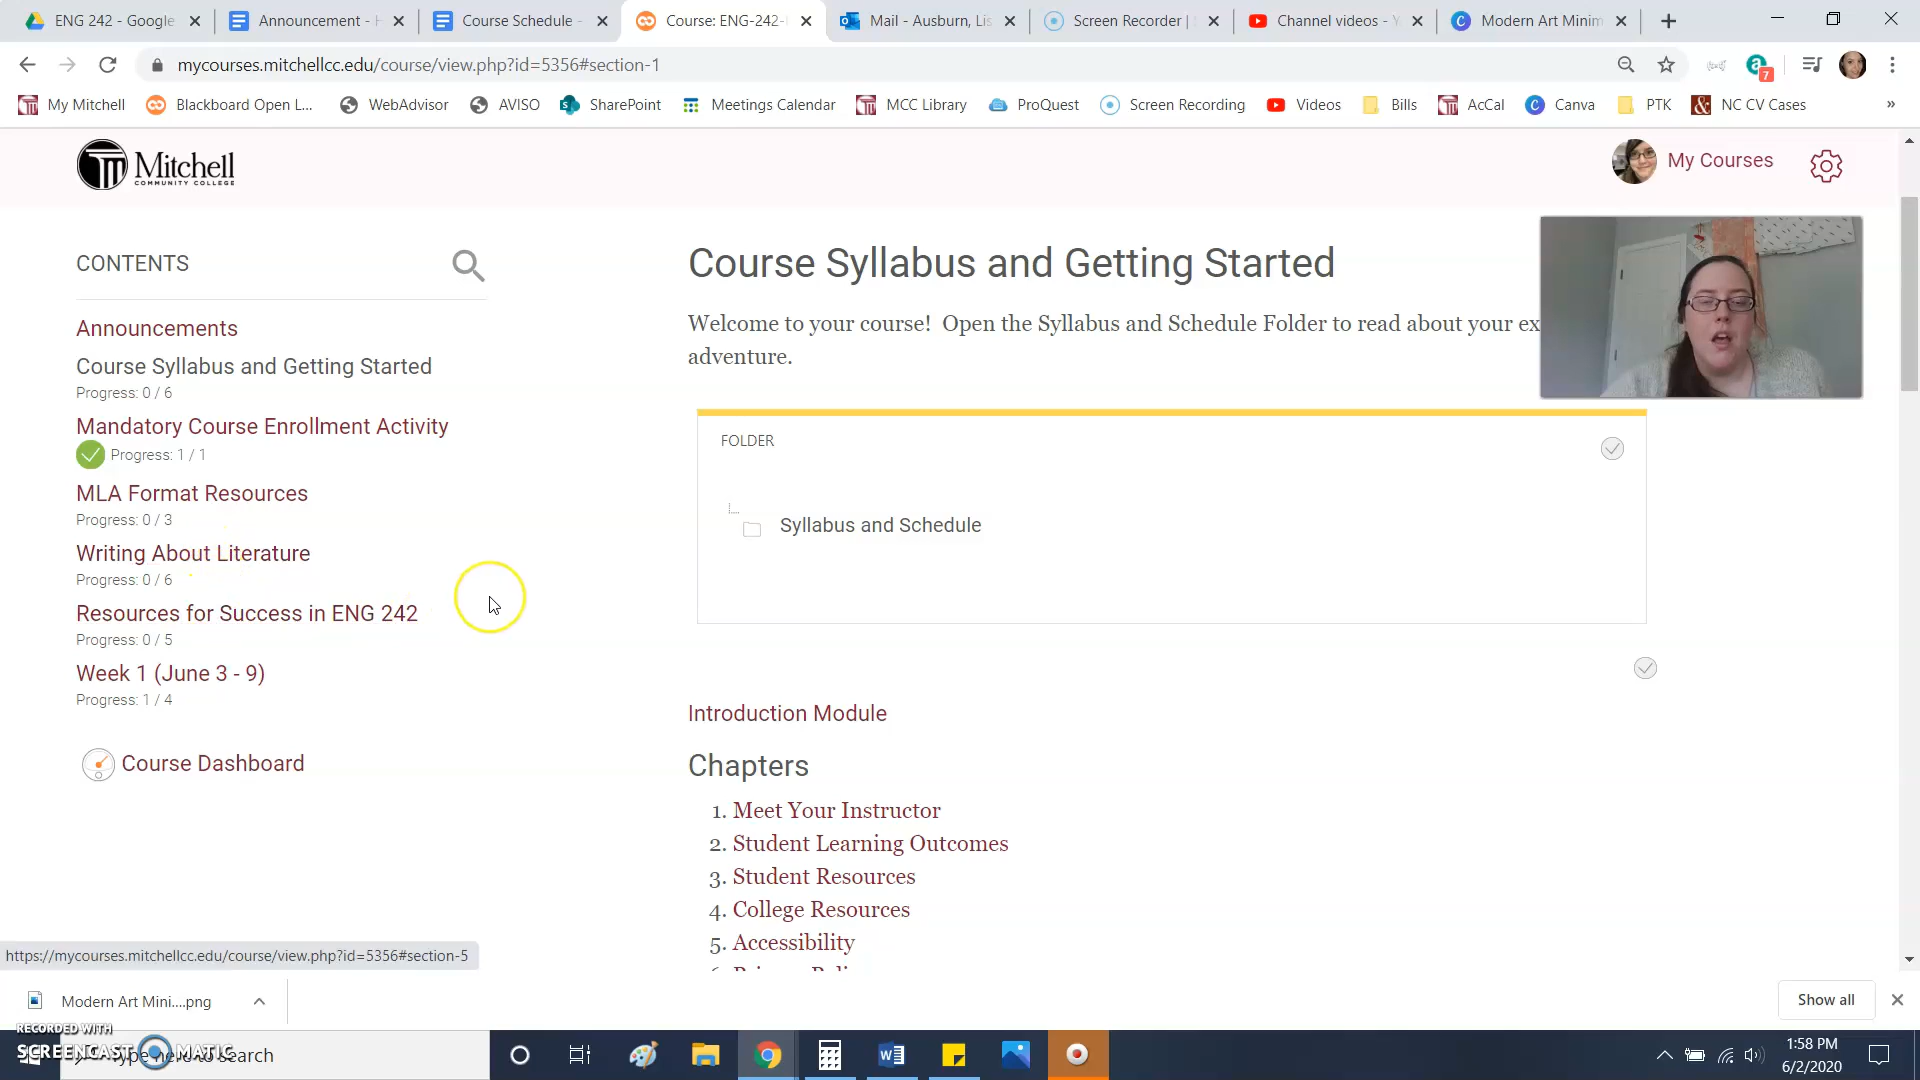 ENG 242 - Google
Announcement - H
Course Schedule -
Course: ENG-242-
Mail - Ausburn, Lis
Screen Recorder |
Channel videos - Y
Modern Art Minim
mycourses.mitchellcc.edu/course/view.php?id=5356#section-1
7
My Mitchell
Blackboard Open L...
WebAdvisor
AVISO
SharePoint
Meetings Calendar
MCC Library
ProQuest
Screen Recording
Videos
Bills
AcCal
Canva
PTK
NC CV Cases
»
Mitchell
COMMUNITY COLLEGE
My Courses
CONTENTS
Announcements
Course Syllabus and Getting Started
Progress: 0 / 6
Mandatory Course Enrollment Activity
Progress: 1 / 1
MLA Format Resources
Progress: 0 / 3
Writing About Literature
Progress: 0 / 6
Resources for Success in ENG 242
Progress: 0 / 5
Week 1 (June 3 - 9)
Progress: 1 / 4
Course Dashboard
Course Syllabus and Getting Started
Welcome to your course! Open the Syllabus and Schedule Folder to read about your ex
adventure.
FOLDER
Syllabus and Schedule
Introduction Module
Chapters
1. Meet Your Instructor
2. Student Learning Outcomes
3. Student Resources
4. College Resources
5. Accessibility
https://mycourses.mitchellcc.edu/course/view.php?id=5356#section-5
Modern Art Mini....png
Show all
RECORDED WITH
SCREENCAST MATIC
Type here to search
1:58 PM
6/2/2020